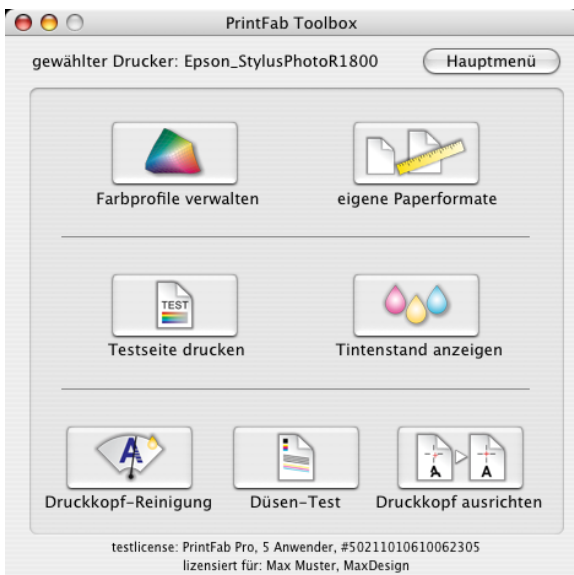 PrintFab Toolbox
gewählter Drucker: Epson_StylusPhotoR1800 Hauptmenü
Farbprofile verwalten eigene Paperformate
TEST
Testseite drucken Tintenstand anzeigen
A A A
Druckkopf-Reinigung Düsen-Test Druckkopf ausrichten
testlicense: PrintFab Pro, 5 Anwender, #50211010610062305
lizensiert für: Max Muster, MaxDesign